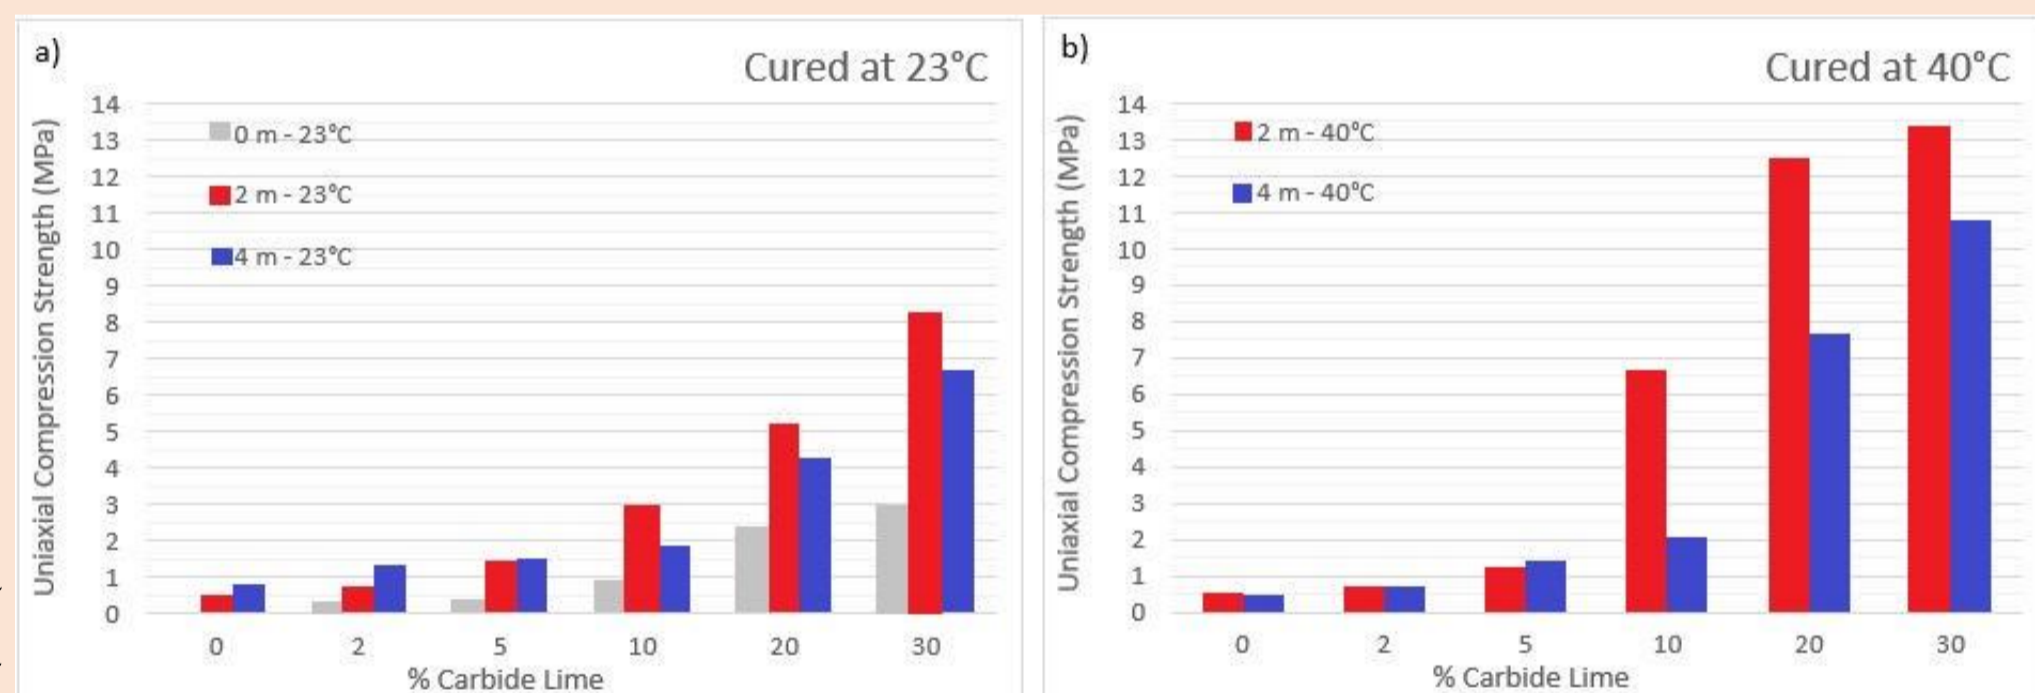 a)
Cured at 23°C
Uniaxial Compression Strength (MPa)
14
13
12
11
10
9
8
7
6
5
4
3
2
1
0
0 m - 23°C
2 m - 23°C
4 m - 23°C
0 2 5 10 20 30
% Carbide Lime
b)
Cured at 40°C
Uniaxial Compression Strength (MPa)
14
13
12
11
10
9
8
7
6
5
4
3
2
1
0
2 m - 40°C
4 m - 40°C
0 2 5 10 20 30
% Carbide Lime